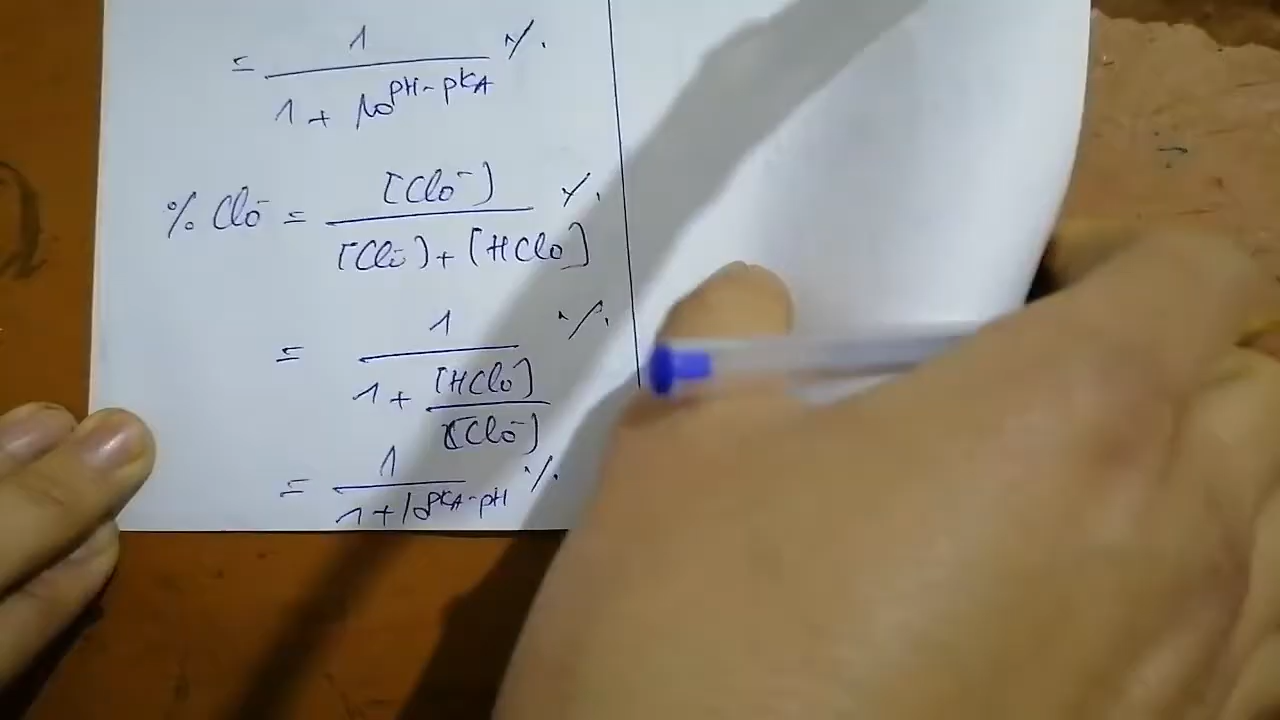 = 1 / (1 + 10^(pH-pKA)) %
% ClO⁻ = [ClO⁻] / ([ClO⁻] + [HClO]) %
= 1 / (1 + [HClO] / [ClO⁻]) %
= 1 / (1 + 10^(pKA-pH)) %